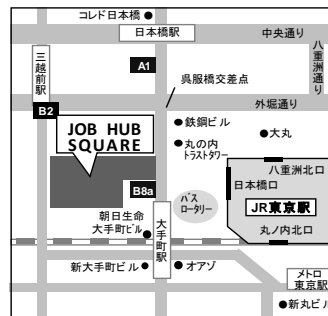 コレド日本橋
日本橋駅
中央通り
八重洲通り
三越前駅
A1
呉服橋交差点
外堀通り
B2
JOB HUB
SQUARE
鉄鋼ビル
大丸
丸の内
トラストタワー
八重洲北口
日本橋口
B8a
バス
ロータリー
JR東京駅
朝日生命
大手町ビル
大手町駅
丸ノ内北口
新大手町ビル
オアゾ
メトロ
東京駅
新丸ビル